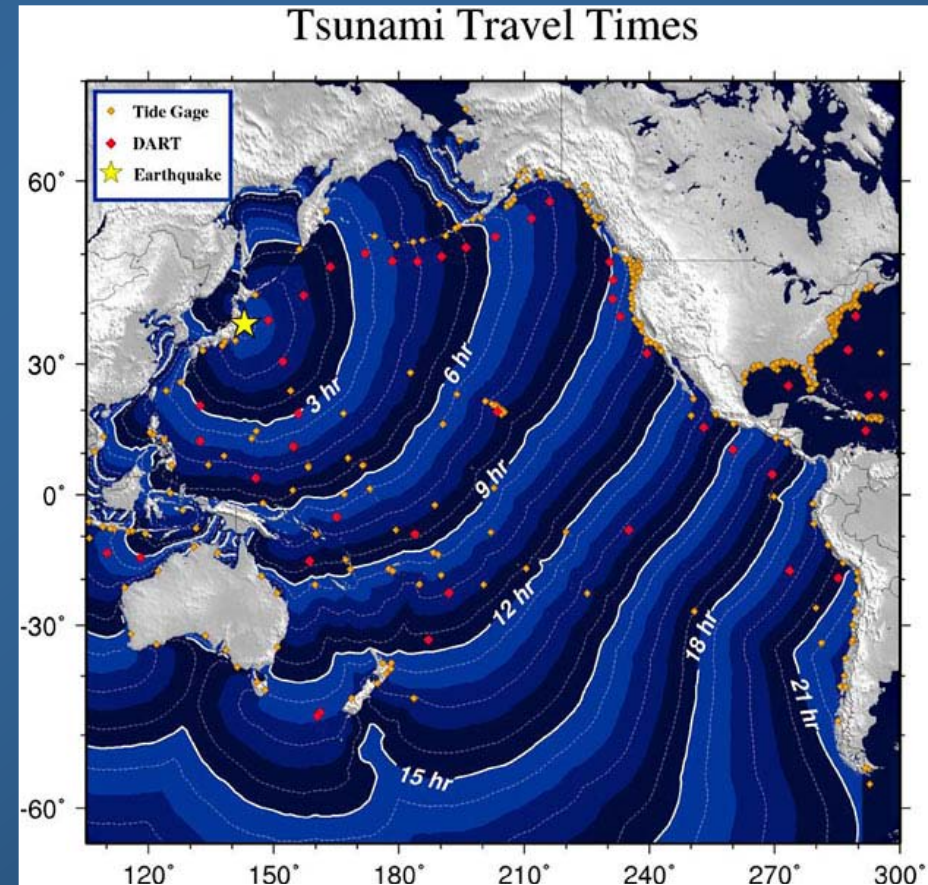 Tsunami Travel Times
Tide Gage
DART
Earthquake
60˚
30˚
0˚
-30˚
-60˚
3 hr
6 hr
9 hr
12 hr
15 hr
18 hr
21 hr
120˚ 150˚ 180˚ 210˚ 240˚ 270˚ 300˚